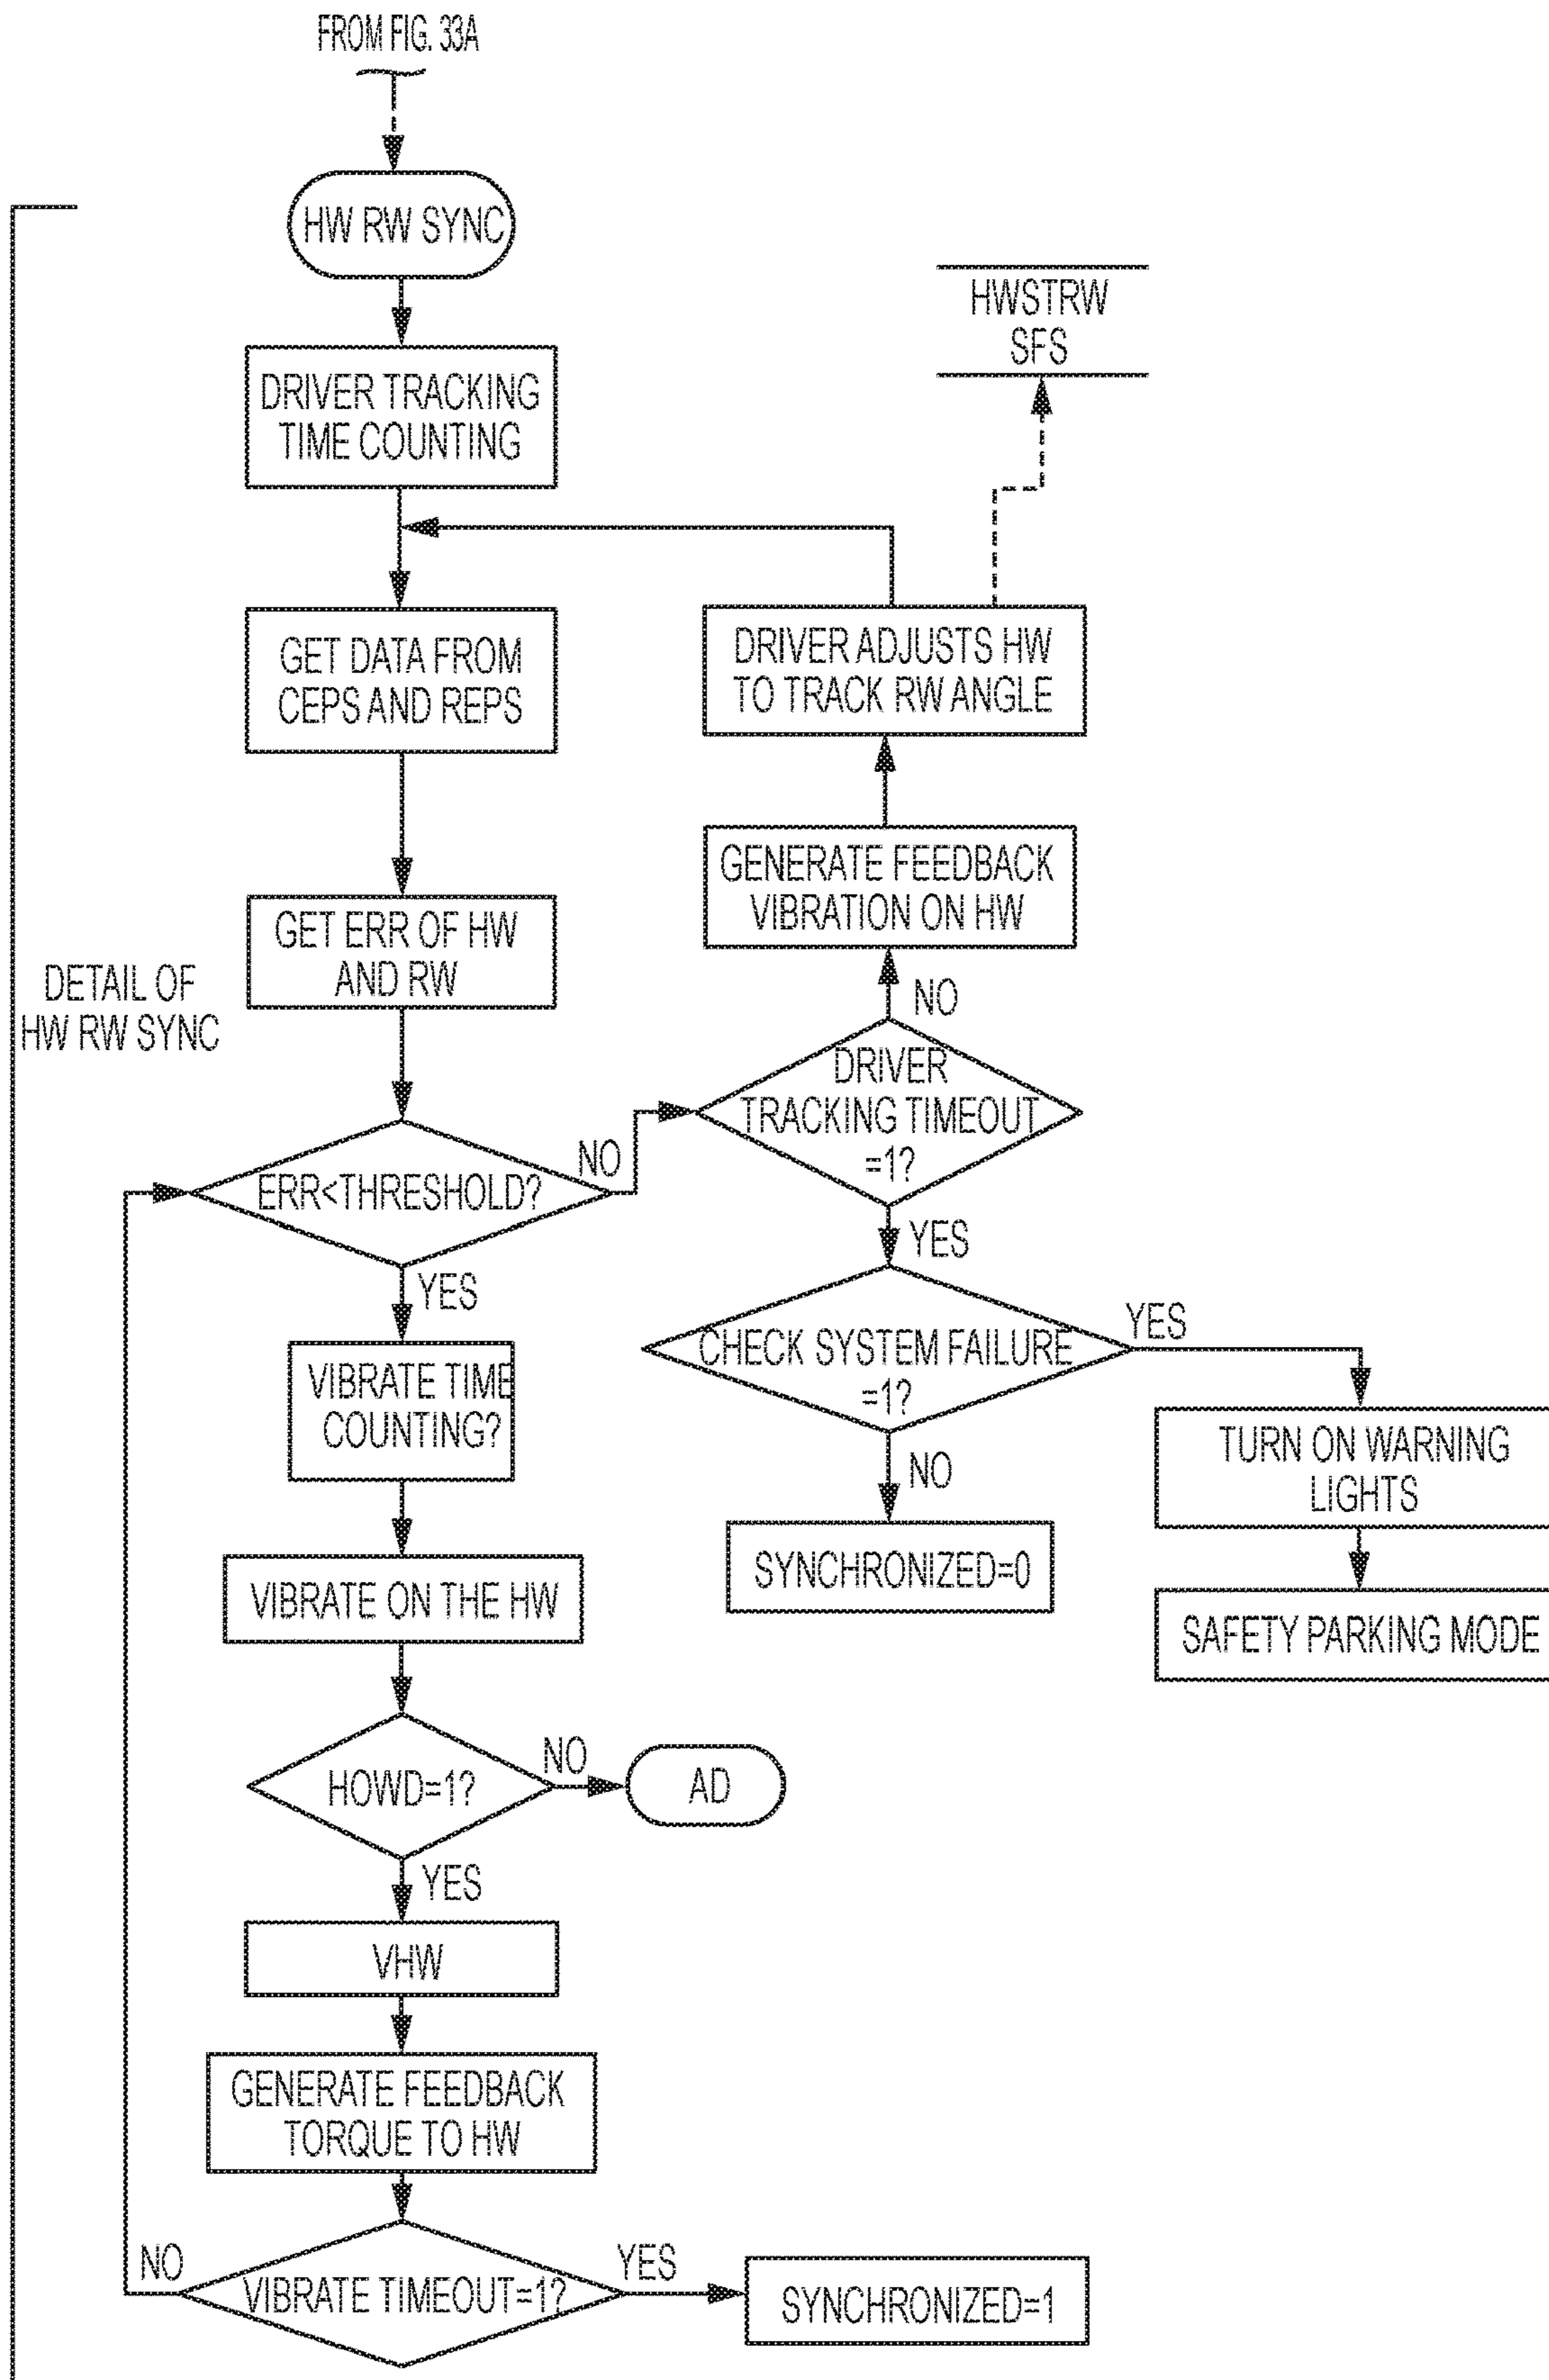 FROM FIG. 33A
HW RW SYNC
HWSTRW
SFS
DRIVER TRACKING
TIME COUNTING
GET DATA FROM
CEPS AND REPS
DRIVER ADJUSTS HW
TO TRACK RW ANGLE
GENERATE FEEDBACK
VIBRATION ON HW
GET ERR OF HW
AND RW
DETAIL OF
HW RW SYNC
NO
DRIVER
TRACKING TIMEOUT
=1?
NO
ERR<THRESHOLD?
YES
YES
CHECK SYSTEM FAILURE
=1?
YES
VIBRATE TIME
COUNTING?
NO
TURN ON WARNING
LIGHTS
SYNCHRONIZED=0
VIBRATE ON THE HW
SAFETY PARKING MODE
HOWD=1?
NO
AD
YES
VHW
GENERATE FEEDBACK
TORQUE TO HW
NO
VIBRATE TIMEOUT=1?
YES
SYNCHRONIZED=1